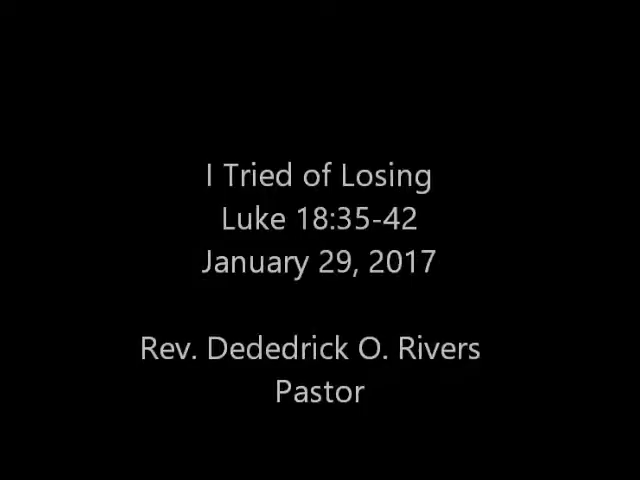 I Tried of Losing
Luke 18:35-42
January 29, 2017
Rev. Dededrick O. Rivers
Pastor